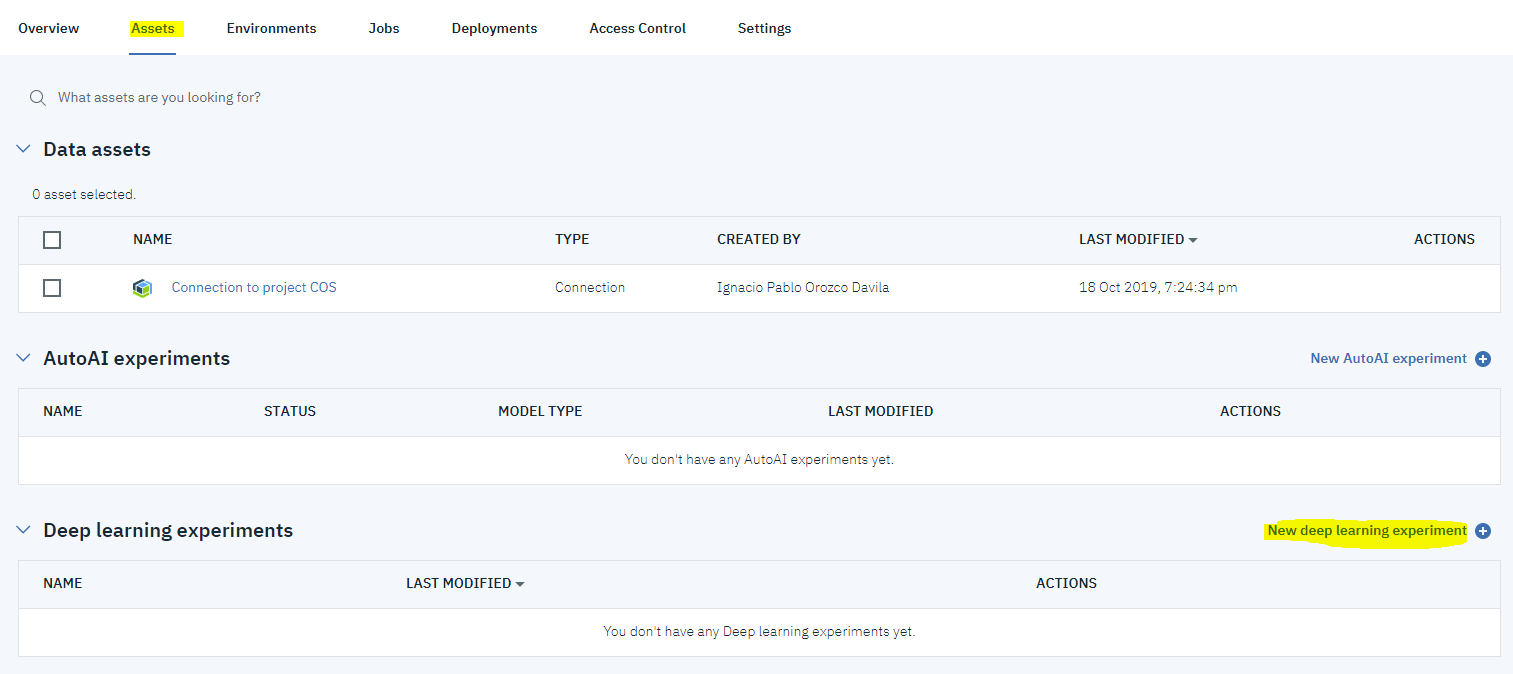 Overview Assets Environments Jobs Deployments Access Control Settings
What assets are you looking for?
Data assets
0 asset selected.
NAME TYPE CREATED BY LAST MODIFIED ACTIONS
Connection to project COS Connection Ignacio Pablo Orozco Davila 18 Oct 2019, 7:24:34 pm
AutoAI experiments New AutoAI experiment
NAME STATUS MODEL TYPE LAST MODIFIED ACTIONS
You don't have any AutoAI experiments yet.
Deep learning experiments New deep learning experiment
NAME LAST MODIFIED ACTIONS
You don't have any Deep learning experiments yet.